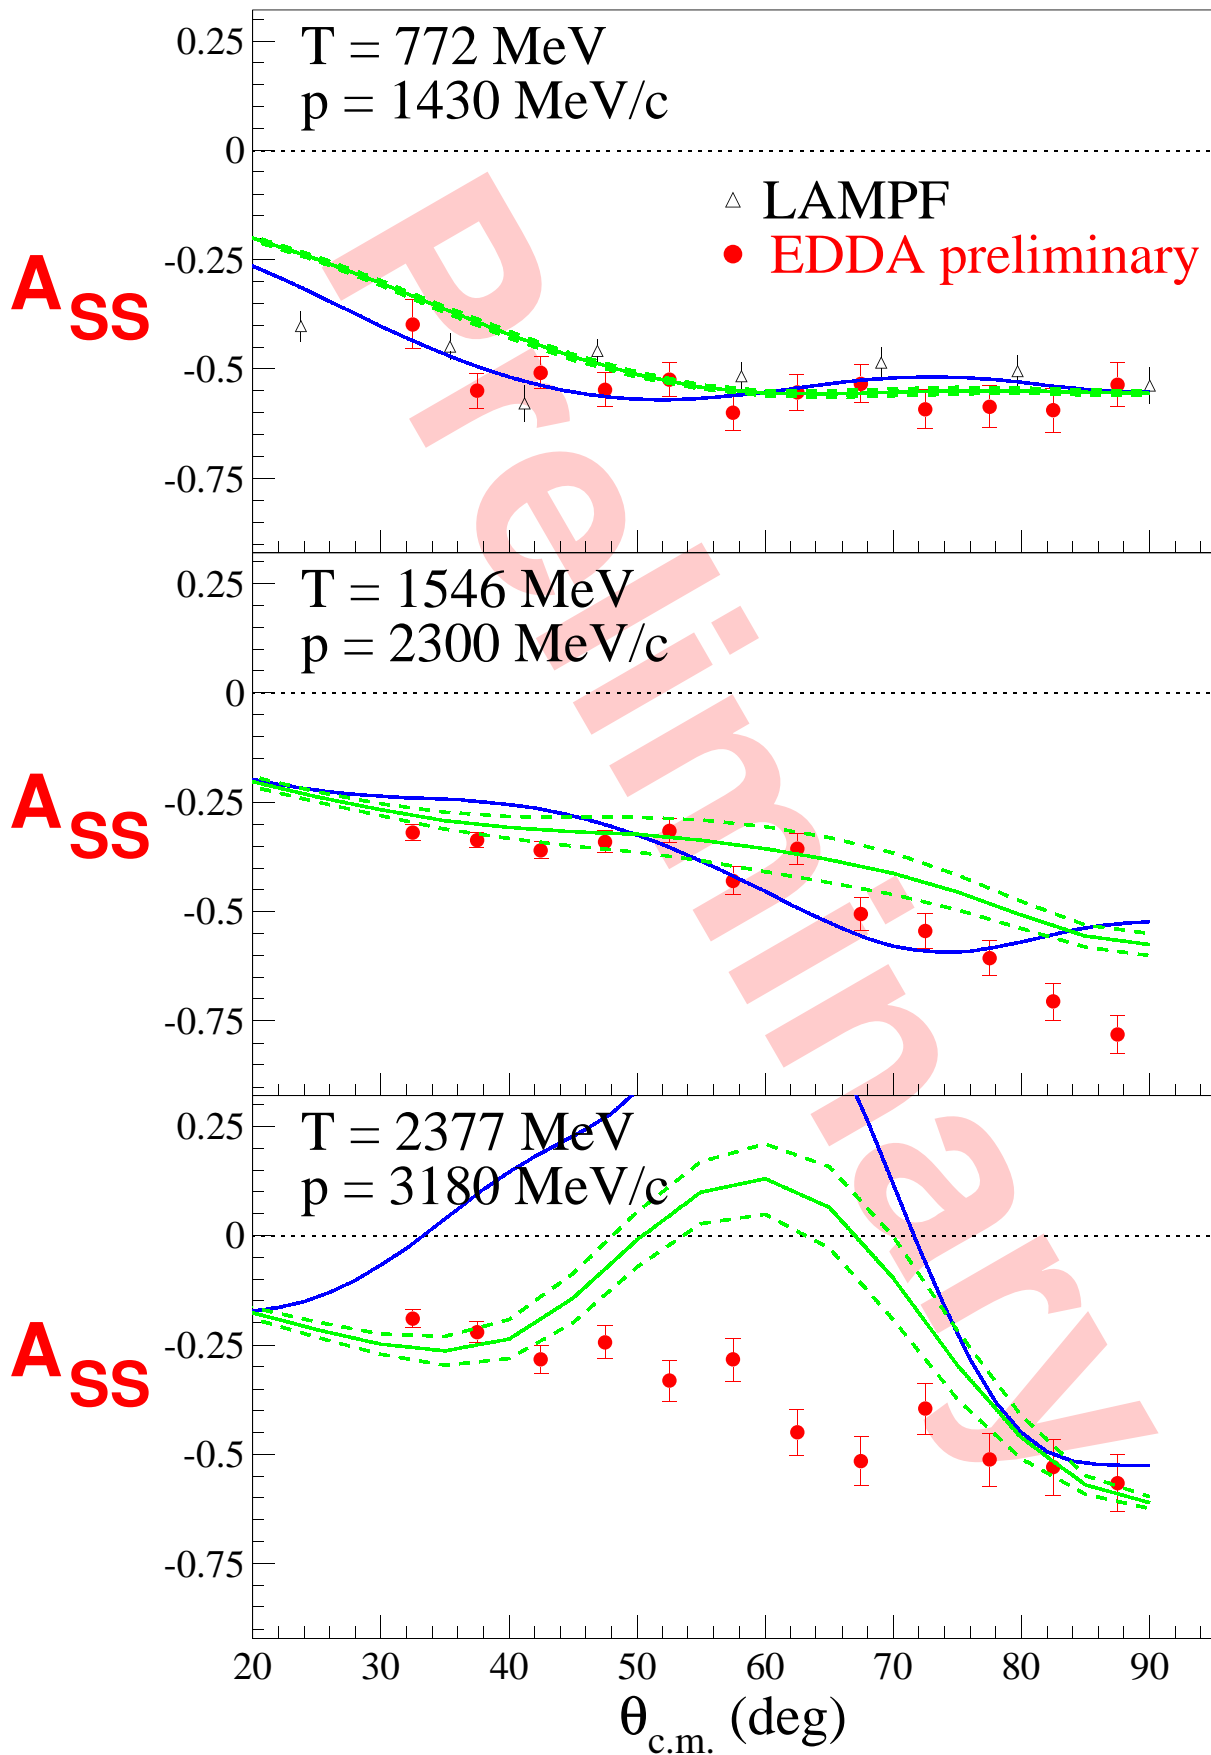 0.25
T = 772 MeV
p = 1430 MeV/c
0
△ LAMPF
● EDDA preliminary
-0.25
A_SS
-0.5
-0.75
0.25
T = 1546 MeV
p = 2300 MeV/c
0
-0.25
A_SS
-0.5
-0.75
0.25
T = 2377 MeV
p = 3180 MeV/c
0
-0.25
A_SS
-0.5
-0.75
20 30 40 50 60 70 80 90
θ_c.m. (deg)
Preliminary